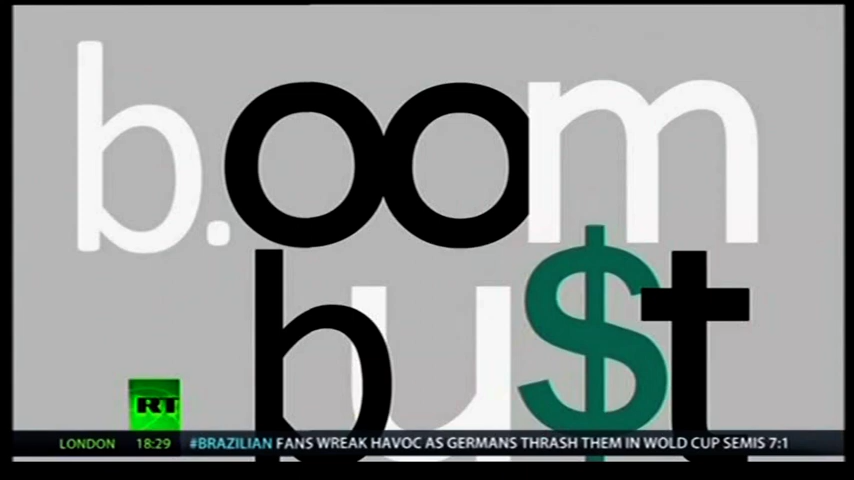 b.oom
bu$t
RT
LONDON 18:29 #BRAZILIAN FANS WREAK HAVOC AS GERMANS THRASH THEM IN WOLD CUP SEMIS 7:1